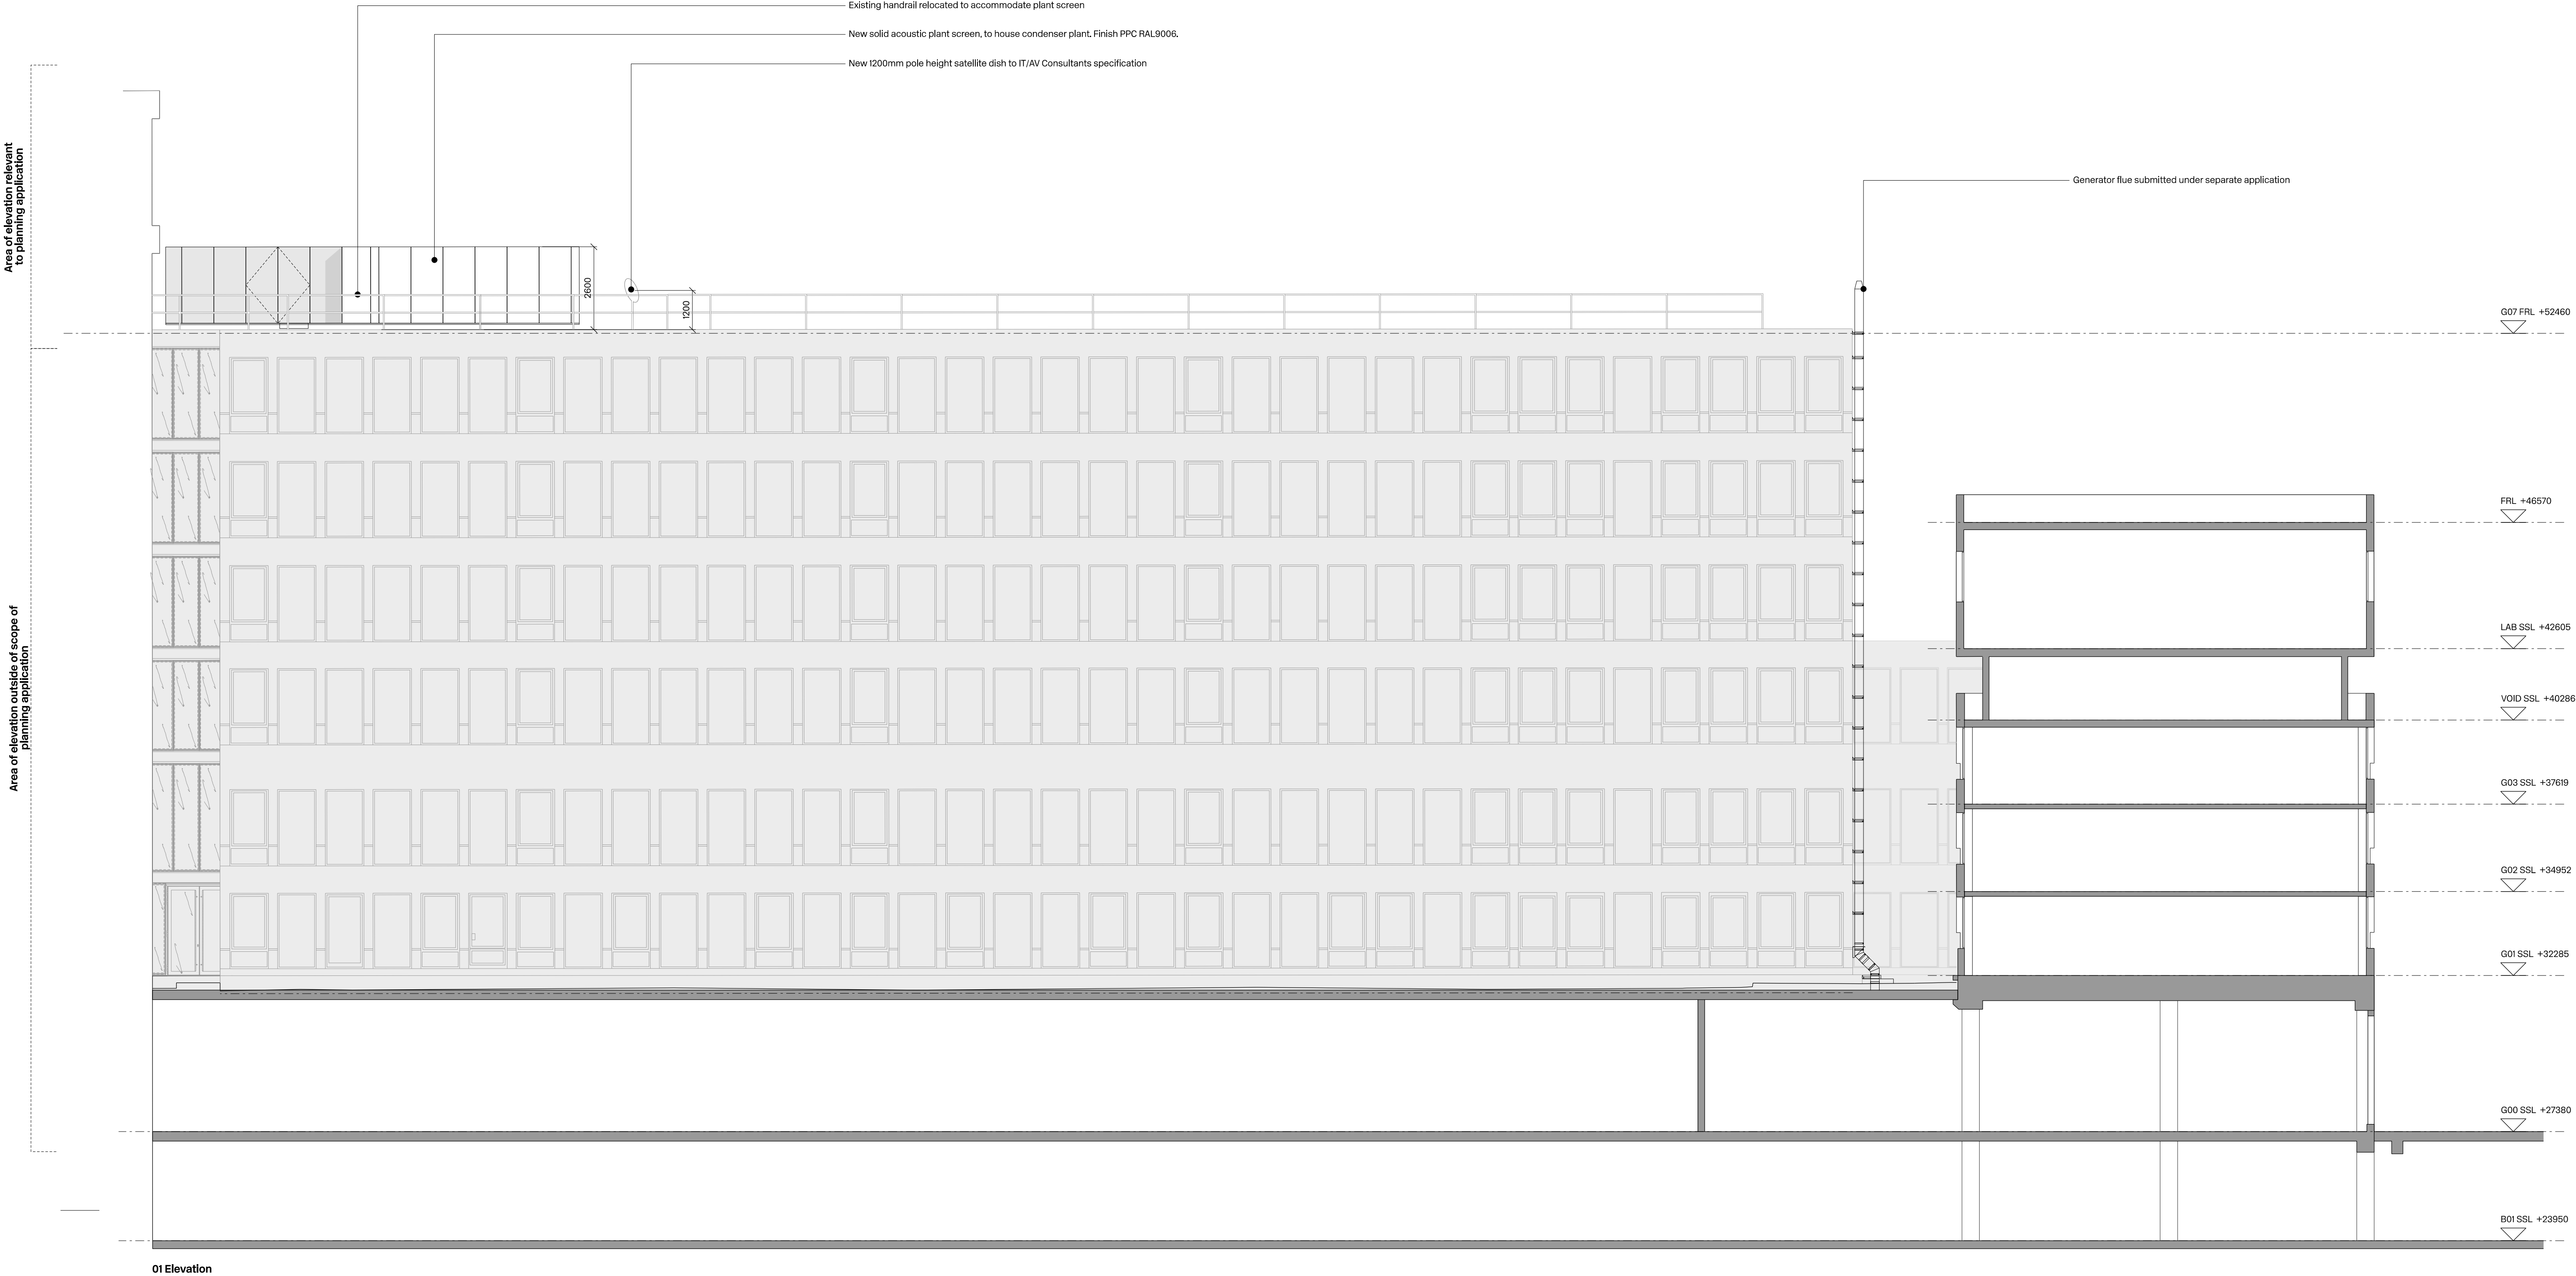 Existing handrail relocated to accommodate plant screen
New solid acoustic plant screen, to house condenser plant. Finish PPC RAL9006.
New 1200mm pole height satellite dish to IT/AV Consultants specification
Generator flue submitted under separate application
Area of elevation relevant
to planning application
2600
1200
G07 FRL +52460
FRL +46570
LAB SSL +42605
VOID SSL +40286
Area of elevation outside of scope of
planning application
G03 SSL +37619
G02 SSL +34952
G01 SSL +32285
G00 SSL +27380
B01 SSL +23950
01 Elevation